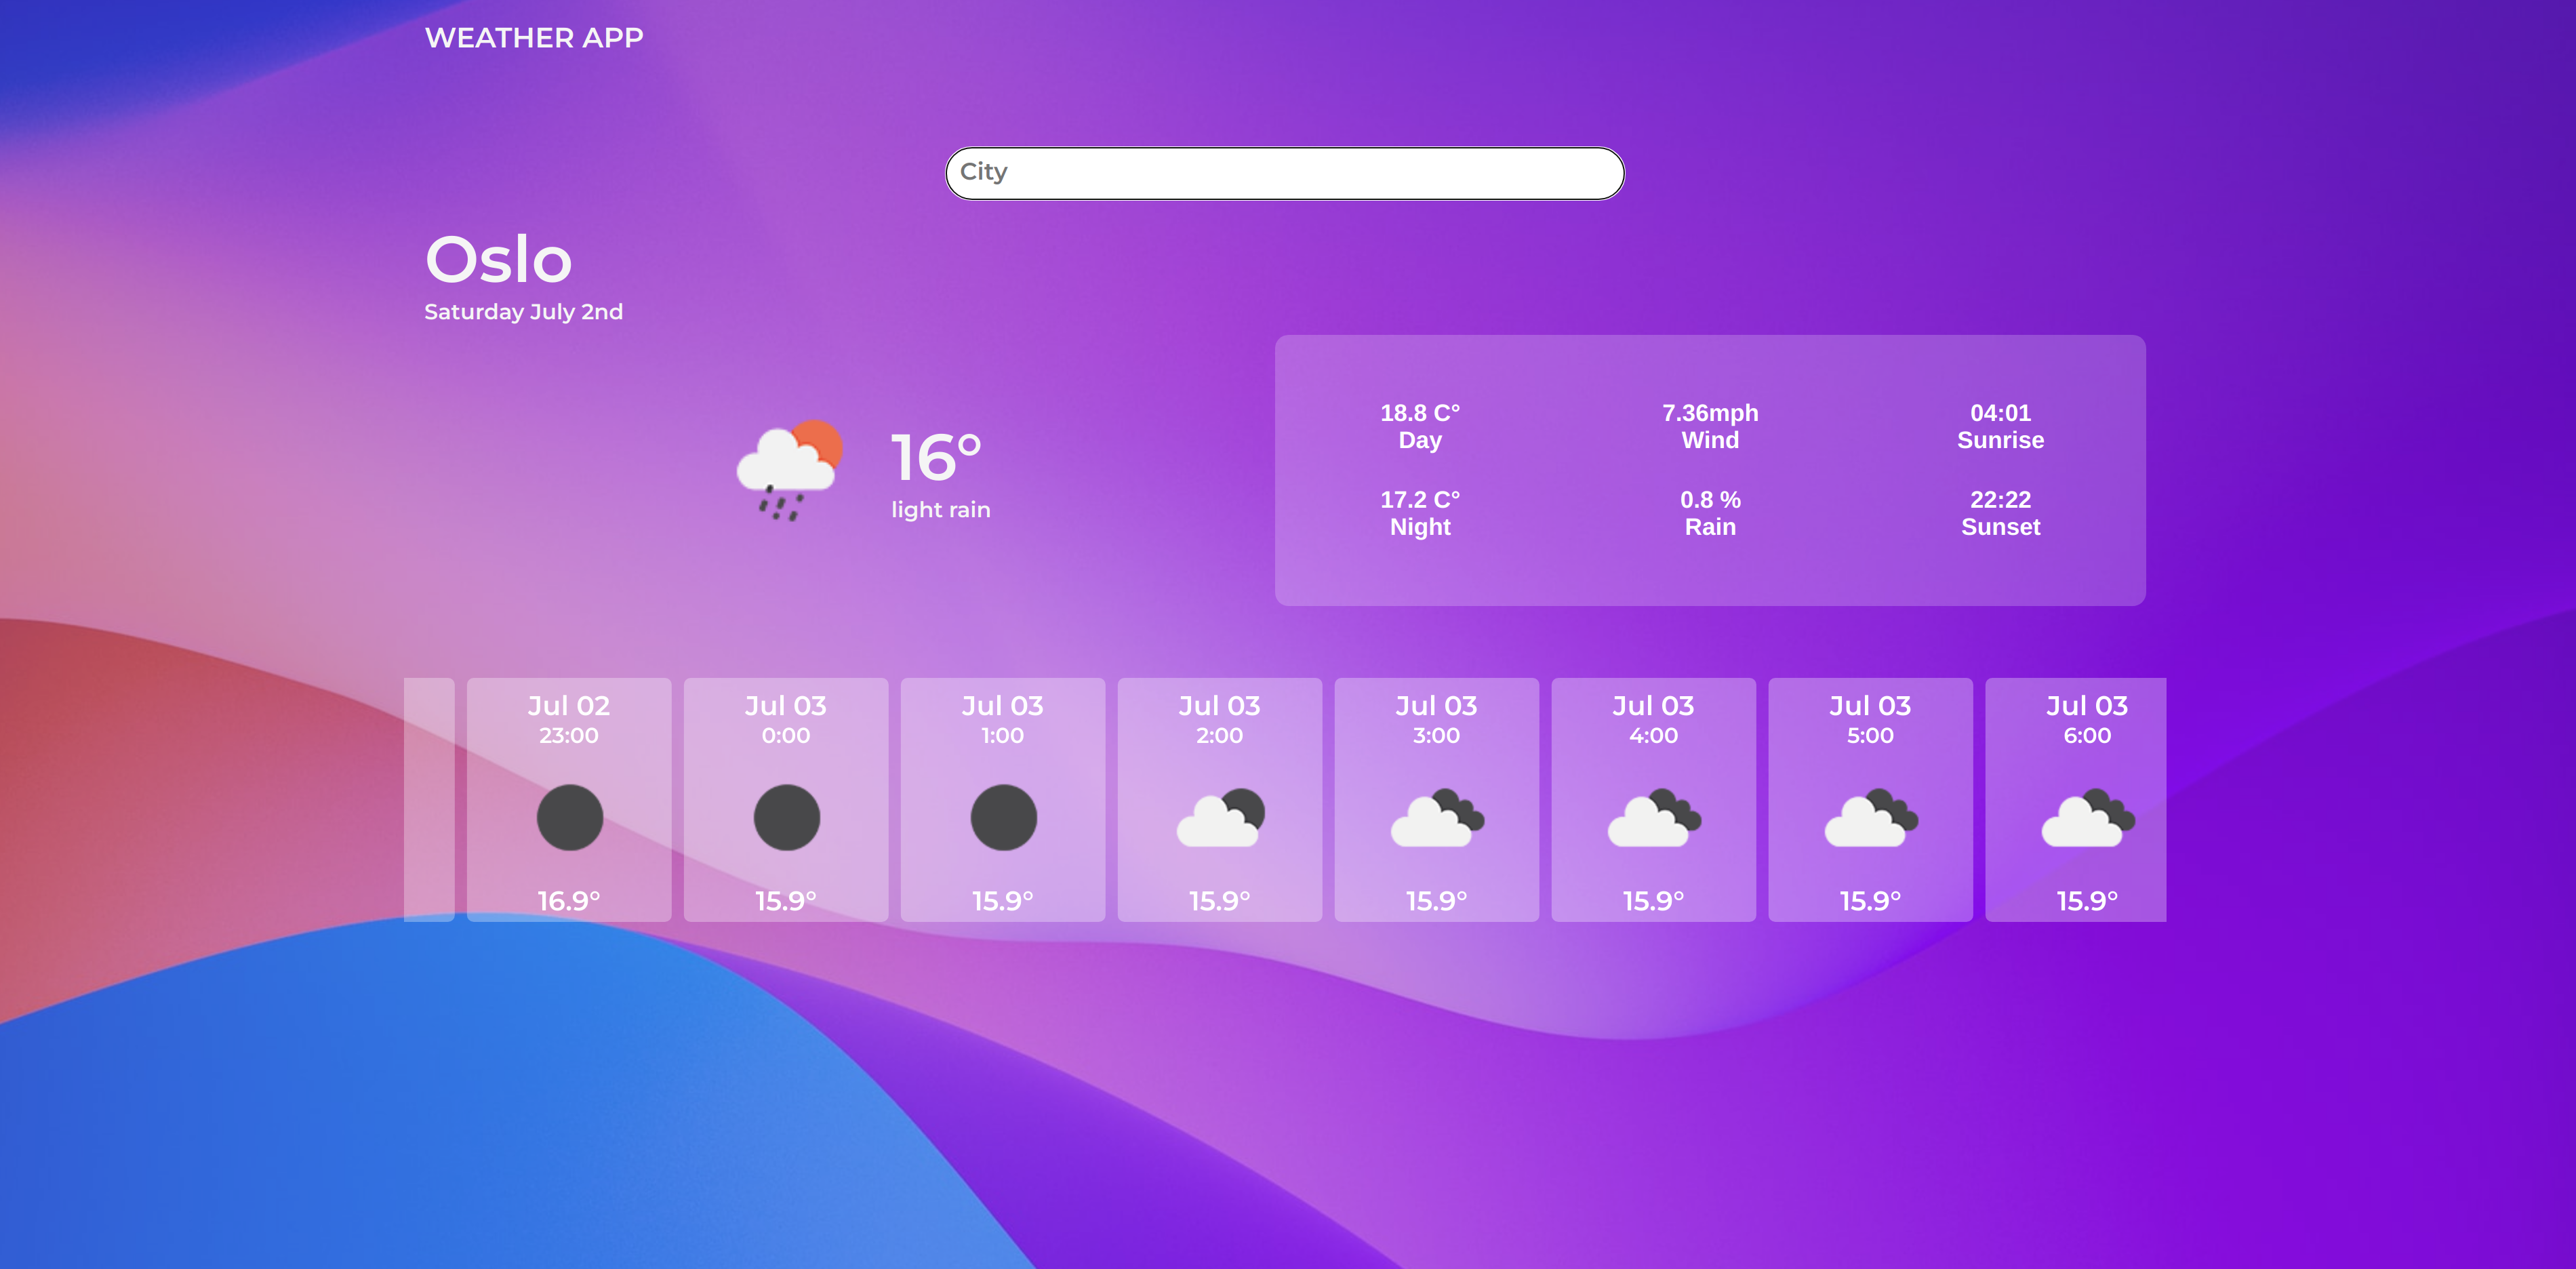 WEATHER APP
City
Oslo
Saturday July 2nd
16°
light rain
18.8 C°
Day
7.36mph
Wind
04:01
Sunrise
17.2 C°
Night
0.8 %
Rain
22:22
Sunset
Jul 02
23:00
16.9°
Jul 03
0:00
15.9°
Jul 03
1:00
15.9°
Jul 03
2:00
15.9°
Jul 03
3:00
15.9°
Jul 03
4:00
15.9°
Jul 03
5:00
15.9°
Jul 03
6:00
15.9°